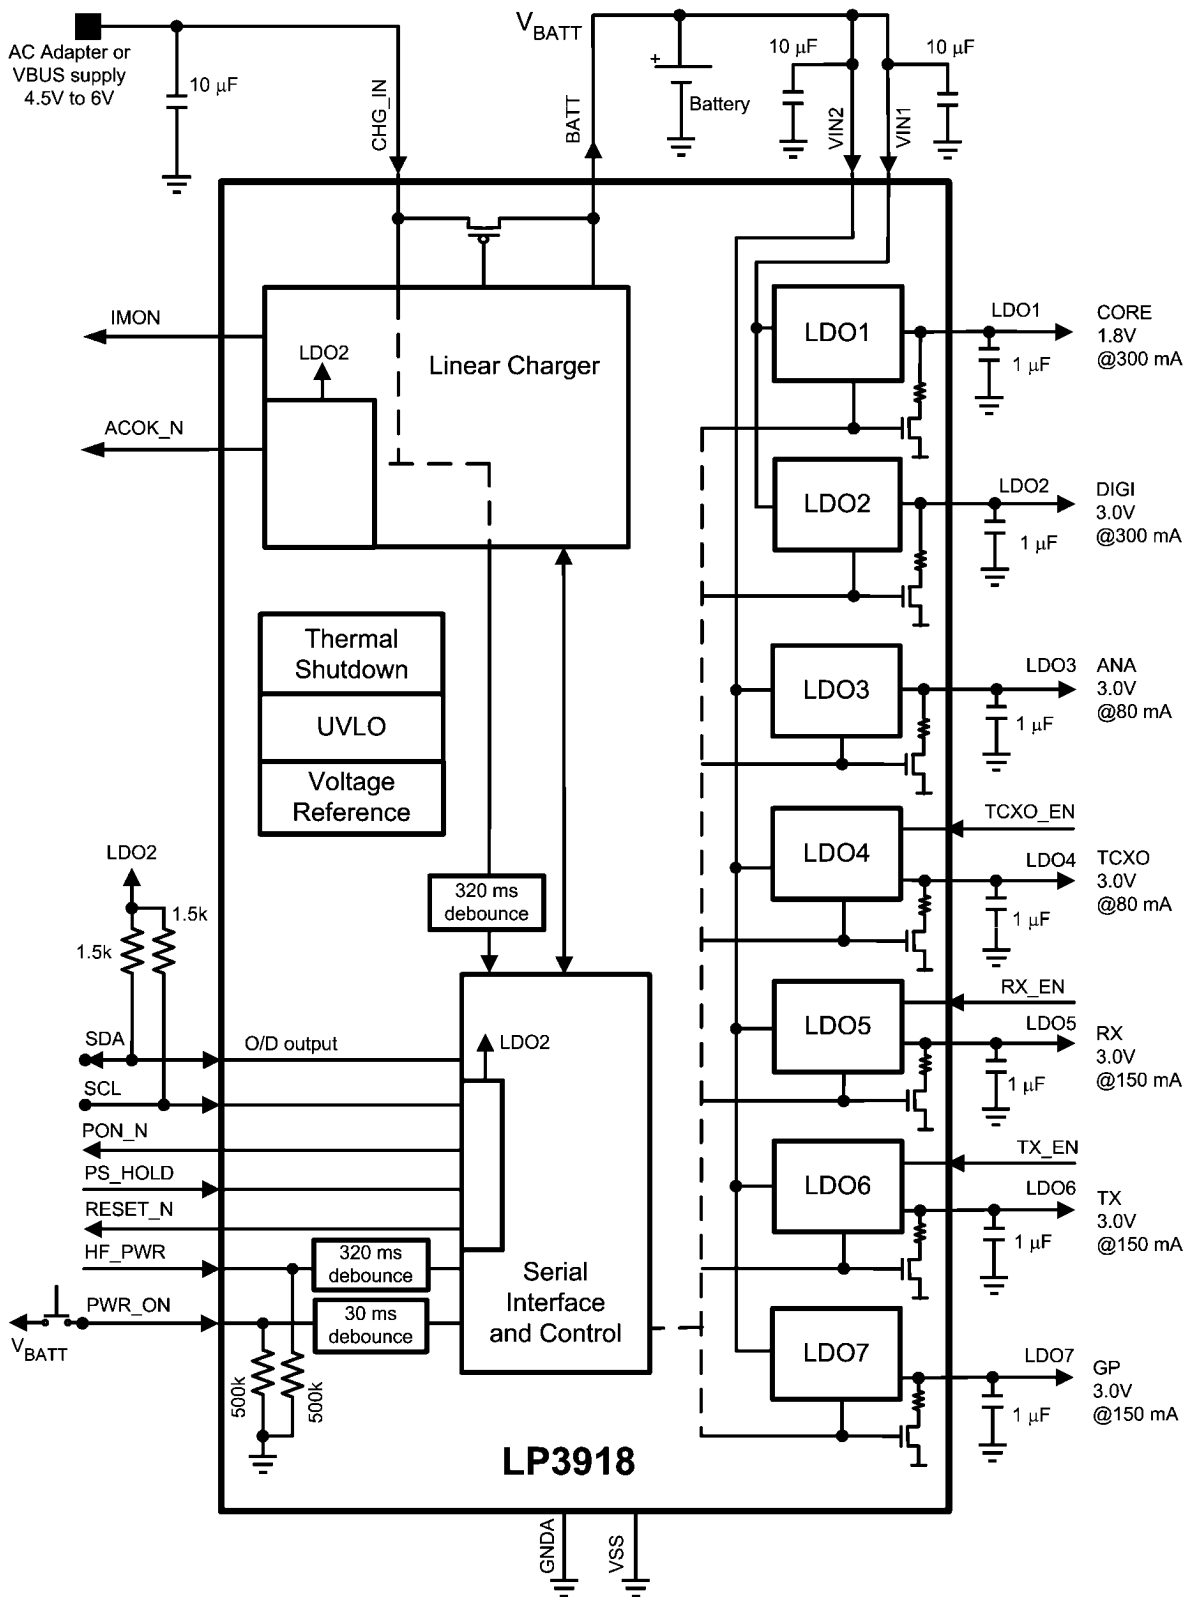 AC Adapter or
VBUS supply
4.5V to 6V
10 µF
CHG_IN
BATT
VBATT
+
Battery
10 µF
VIN2
VIN1
10 µF
IMON
ACOK_N
LDO2
Linear Charger
Thermal
Shutdown
UVLO
Voltage
Reference
320 ms
debounce
LDO2
1.5k
1.5k
SDA
O/D output
SCL
PON_N
PS_HOLD
RESET_N
HF_PWR
PWR_ON
VBATT
320 ms
debounce
30 ms
debounce
500k
500k
LDO2
Serial
Interface
and Control
LDO1
LDO1
1 µF
CORE
1.8V
@300 mA
LDO2
LDO2
1 µF
DIGI
3.0V
@300 mA
LDO3
LDO3
1 µF
ANA
3.0V
@80 mA
LDO4
TCXO_EN
LDO4
1 µF
TCXO
3.0V
@80 mA
LDO5
RX_EN
LDO5
1 µF
RX
3.0V
@150 mA
LDO6
TX_EN
LDO6
1 µF
TX
3.0V
@150 mA
LDO7
LDO7
1 µF
GP
3.0V
@150 mA
LP3918
GNDA
VSS